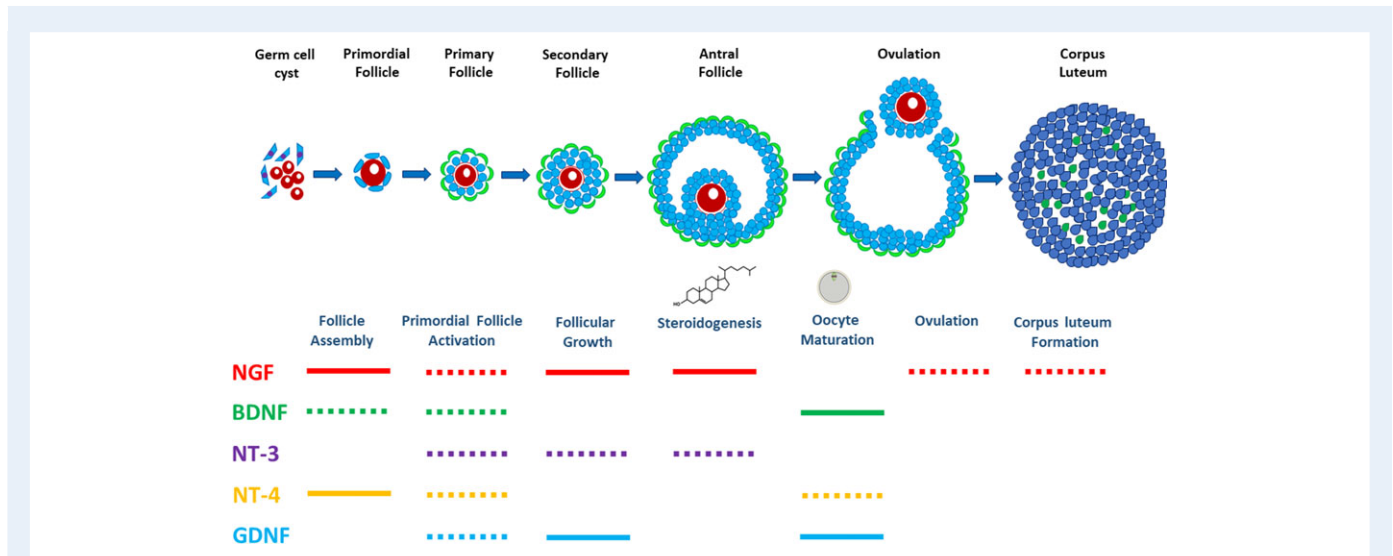 Germ cell
cyst
Primordial
Follicle
Primary
Follicle
Secondary
Follicle
Antral
Follicle
Ovulation
Corpus
Luteum
HO
Follicle
Assembly
Primordial Follicle
Activation
Follicular
Growth
Steroidogenesis
Oocyte
Maturation
Ovulation
Corpus luteum
Formation
NGF
BDNF
NT-3
NT-4
GDNF